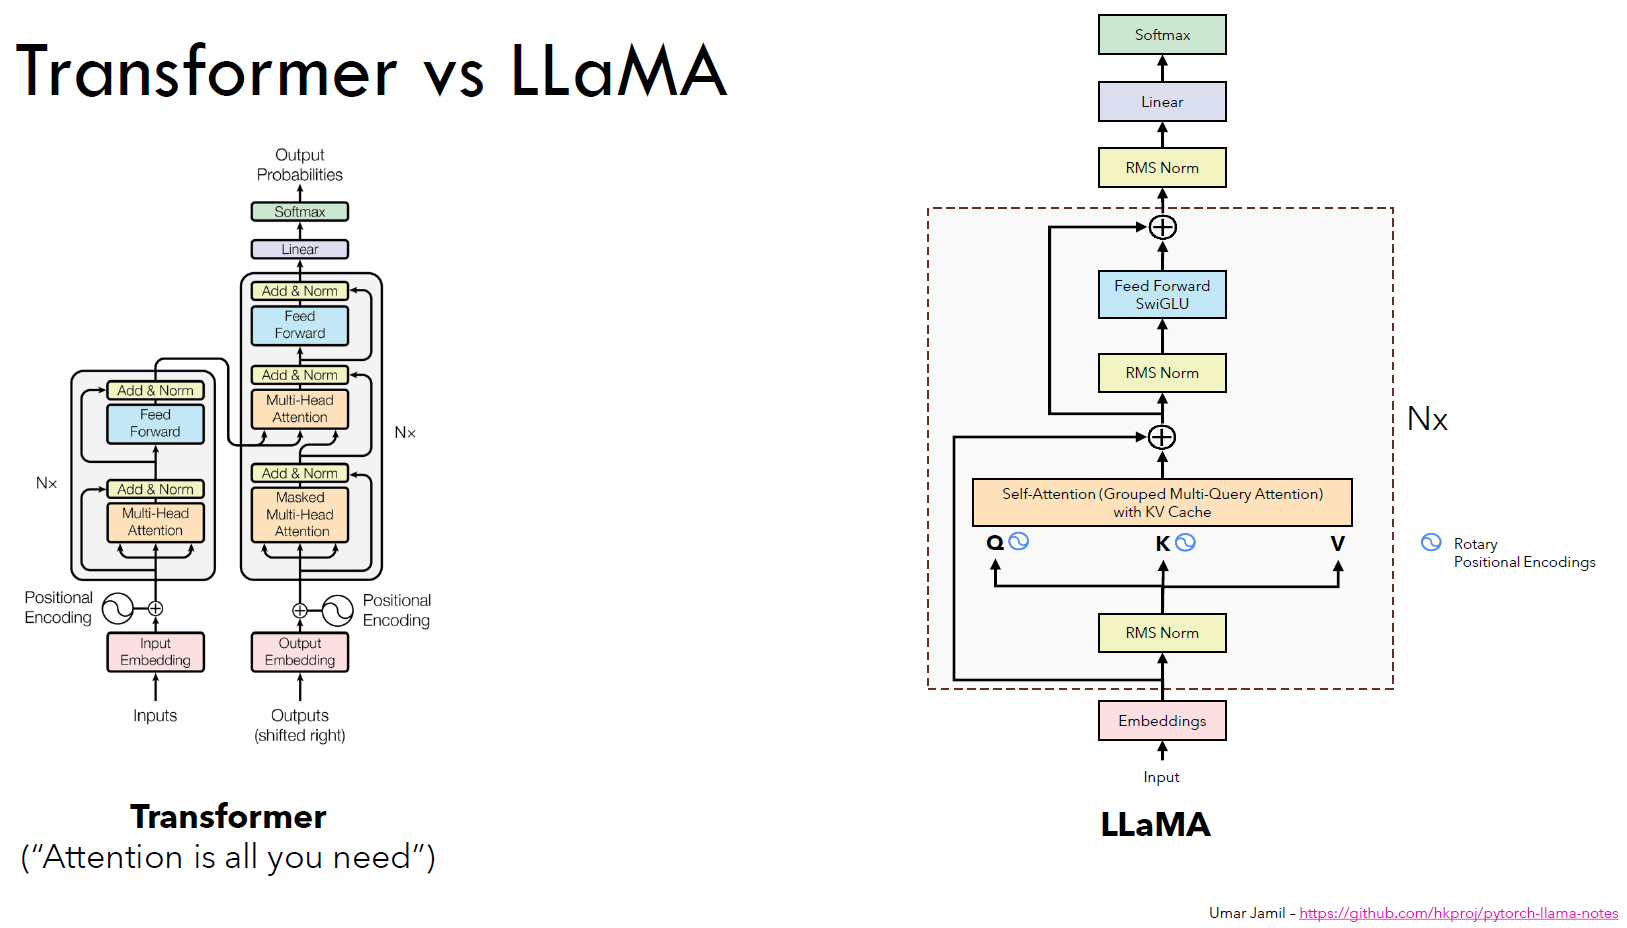 Transformer vs LLaMA
Output
Probabilities
Softmax
Linear
Add & Norm
Feed
Forward
Add & Norm
Multi-Head
Attention
Add & Norm
Masked
Multi-Head
Attention
N×
Positional
Encoding
Output
Embedding
Outputs
(shifted right)
Add & Norm
Feed
Forward
Add & Norm
Multi-Head
Attention
N×
Positional
Encoding
Input
Embedding
Inputs
Transformer
(“Attention is all you need”)
Softmax
Linear
RMS Norm
Feed Forward
SwiGLU
RMS Norm
Nx
Self-Attention (Grouped Multi-Query Attention)
with KV Cache
Q
K
V
Rotary
Positional Encodings
RMS Norm
Embeddings
Input
LLaMA
Umar Jamil – https://github.com/hkproj/pytorch-llama-notes